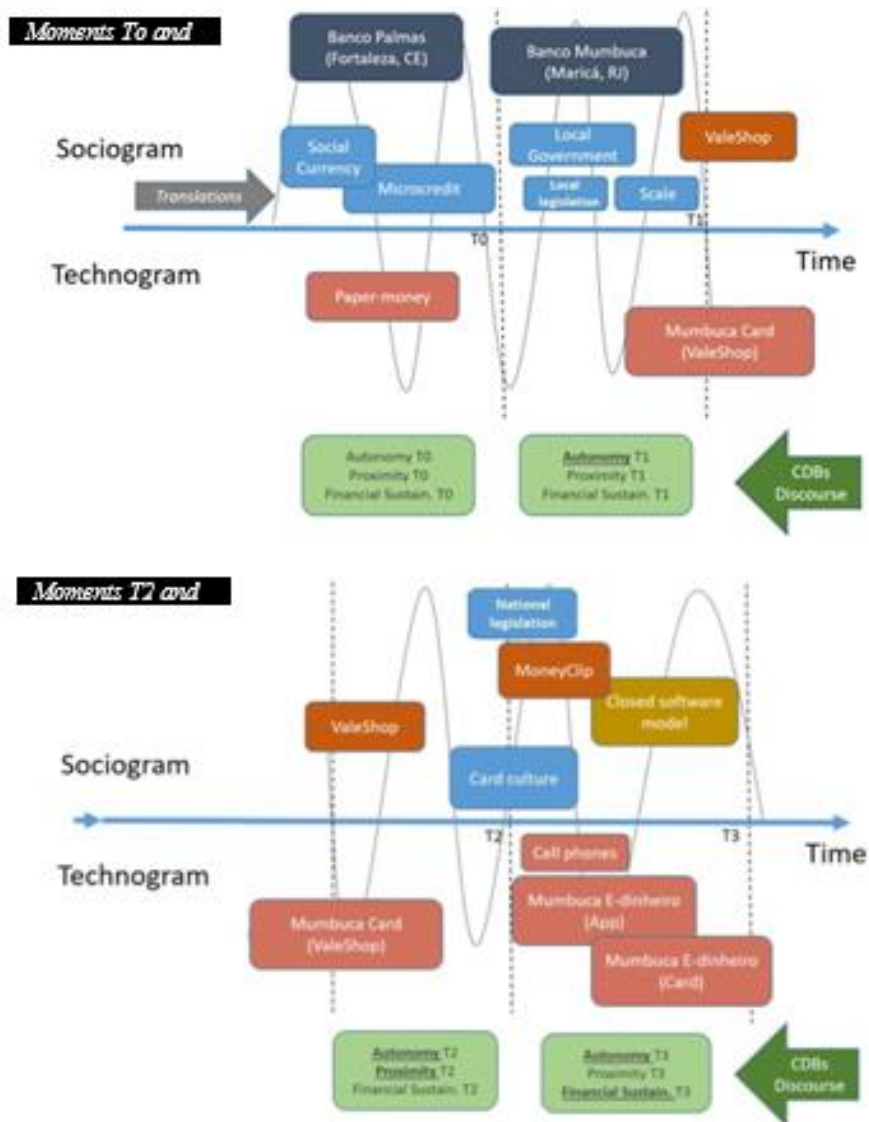 Moments To and
Banco Palmas
(Fortaleza, CE)
Banco Mumbuca
(Maricá, RJ)
Sociogram
Social
Currency
Local
Government
ValeShop
Translations
Microcredit
Local
legislation
Scale
T0
T1
Time
Technogram
Paper-money
Mumbuca Card
(ValeShop)
Autonomy T0
Proximity T0
Financial Sustain. T0
Autonomy T1
Proximity T1
Financial Sustain. T1
CDBs
Discourse
Moments T2 and
National
legislation
MoneyClip
ValeShop
Closed software
model
Sociogram
Card culture
T2
T3
Time
Technogram
Cell phones
Mumbuca Card
(ValeShop)
Mumbuca E-dinheiro
(App)
Mumbuca E-dinheiro
(Card)
Autonomy T2
Proximity T2
Financial Sustain. T2
Autonomy T3
Proximity T3
Financial Sustain. T3
CDBs
Discourse